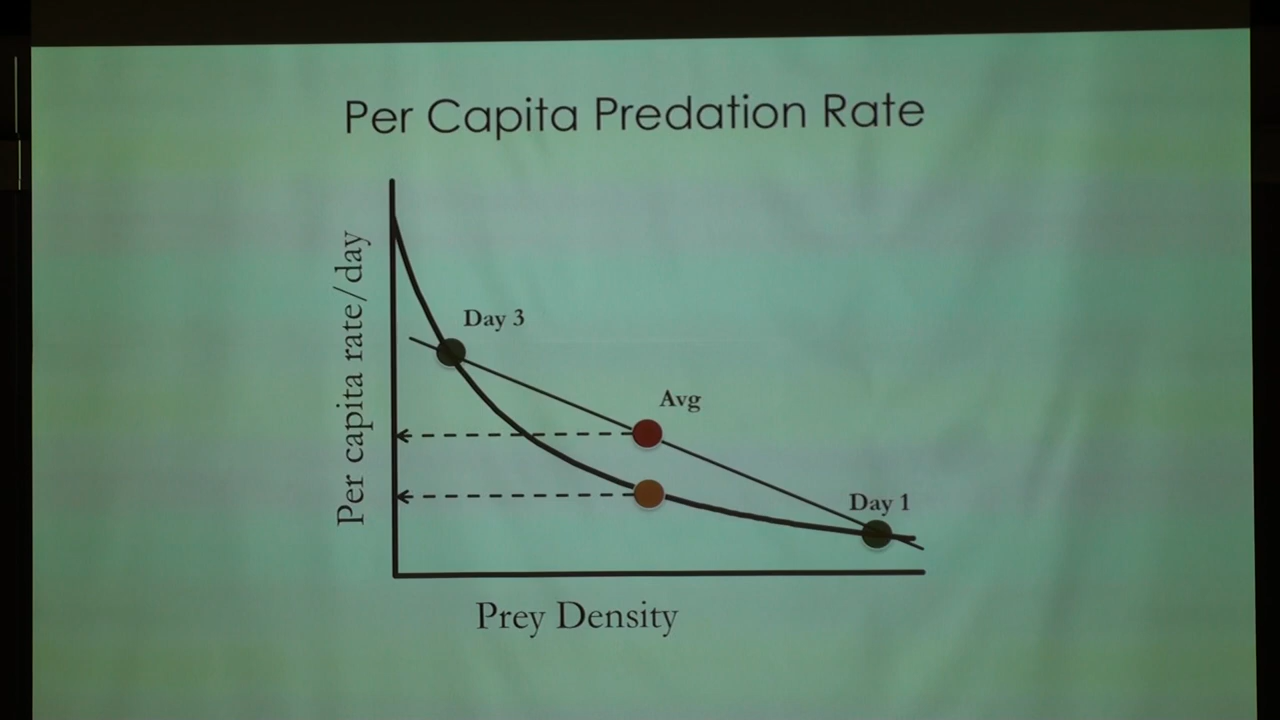 Per Capita Predation Rate
Per capita rate/day
Day 3
Avg
Day 1
Prey Density